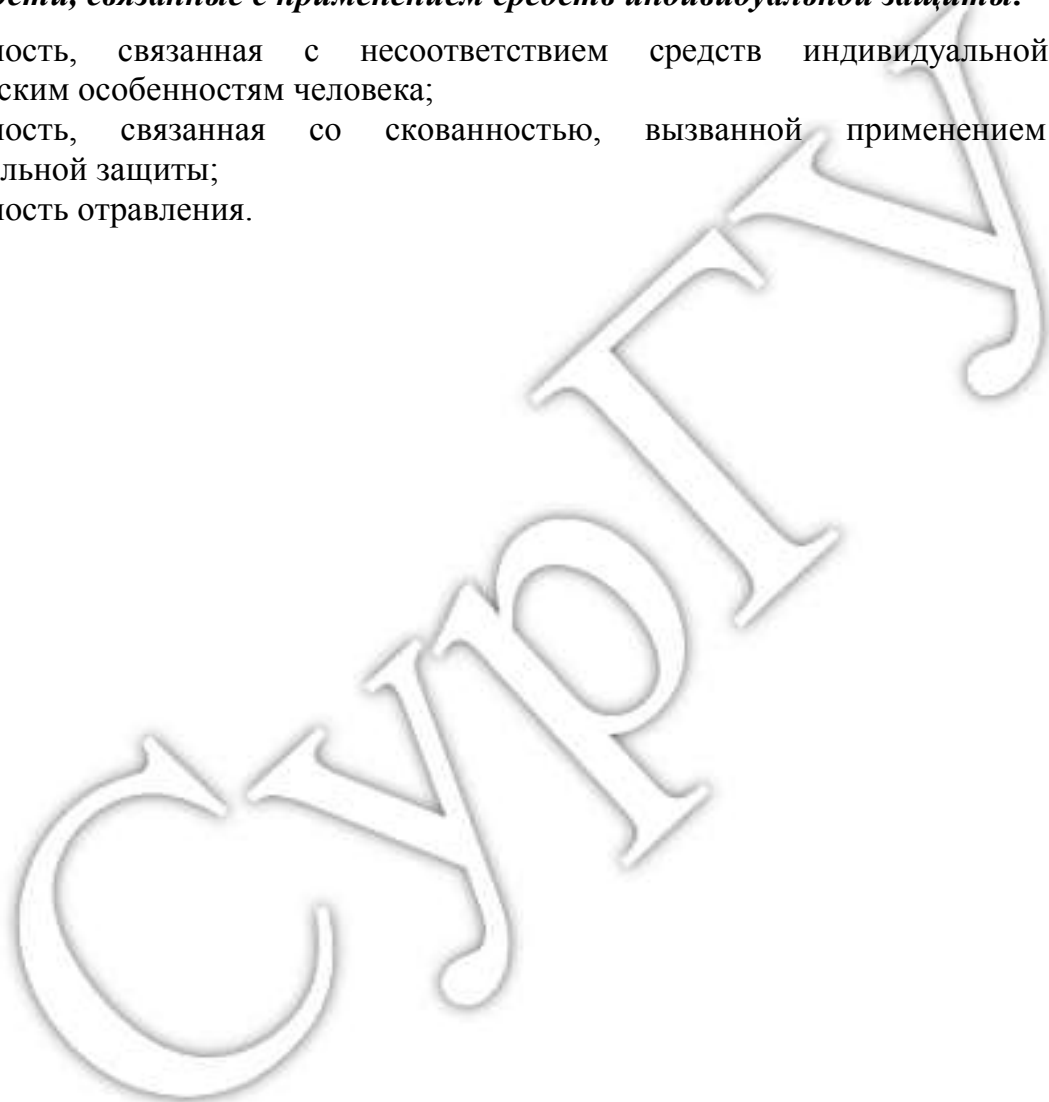 ости, связанные с применением средств индивидуальной защиты:
ность, связанная с несоответствием средств индивидуальной
ским особенностям человека;
ность, связанная со скованностью, вызванной применением
льной защиты;
ность отравления.
СурГУ